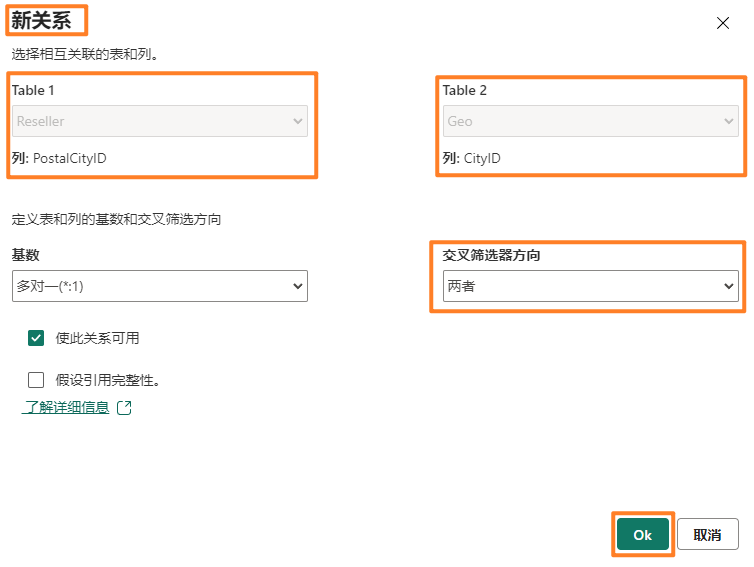 新关系
选择相互关联的表和列。
Table 1
Table 2
Reseller
Geo
列: PostalCityID
列: CityID
定义表和列的基数和交叉筛选方向
基数
交叉筛选器方向
多对一(*:1)
两者
使此关系可用
假设引用完整性。
了解详细信息
Ok
取消